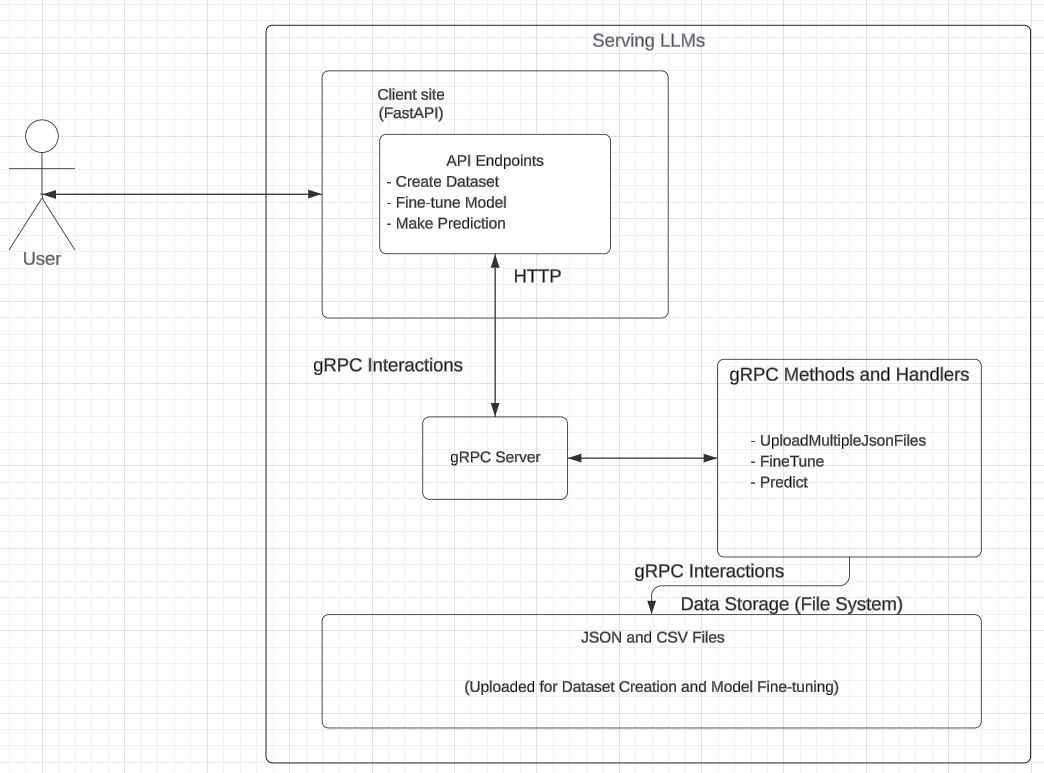 Serving LLMs
Client site
(FastAPI)
API Endpoints
- Create Dataset
- Fine-tune Model
- Make Prediction
User
HTTP
gRPC Interactions
gRPC Methods and Handlers
gRPC Server
- UploadMultipleJsonFiles
- FineTune
- Predict
gRPC Interactions
Data Storage (File System)
JSON and CSV Files
(Uploaded for Dataset Creation and Model Fine-tuning)